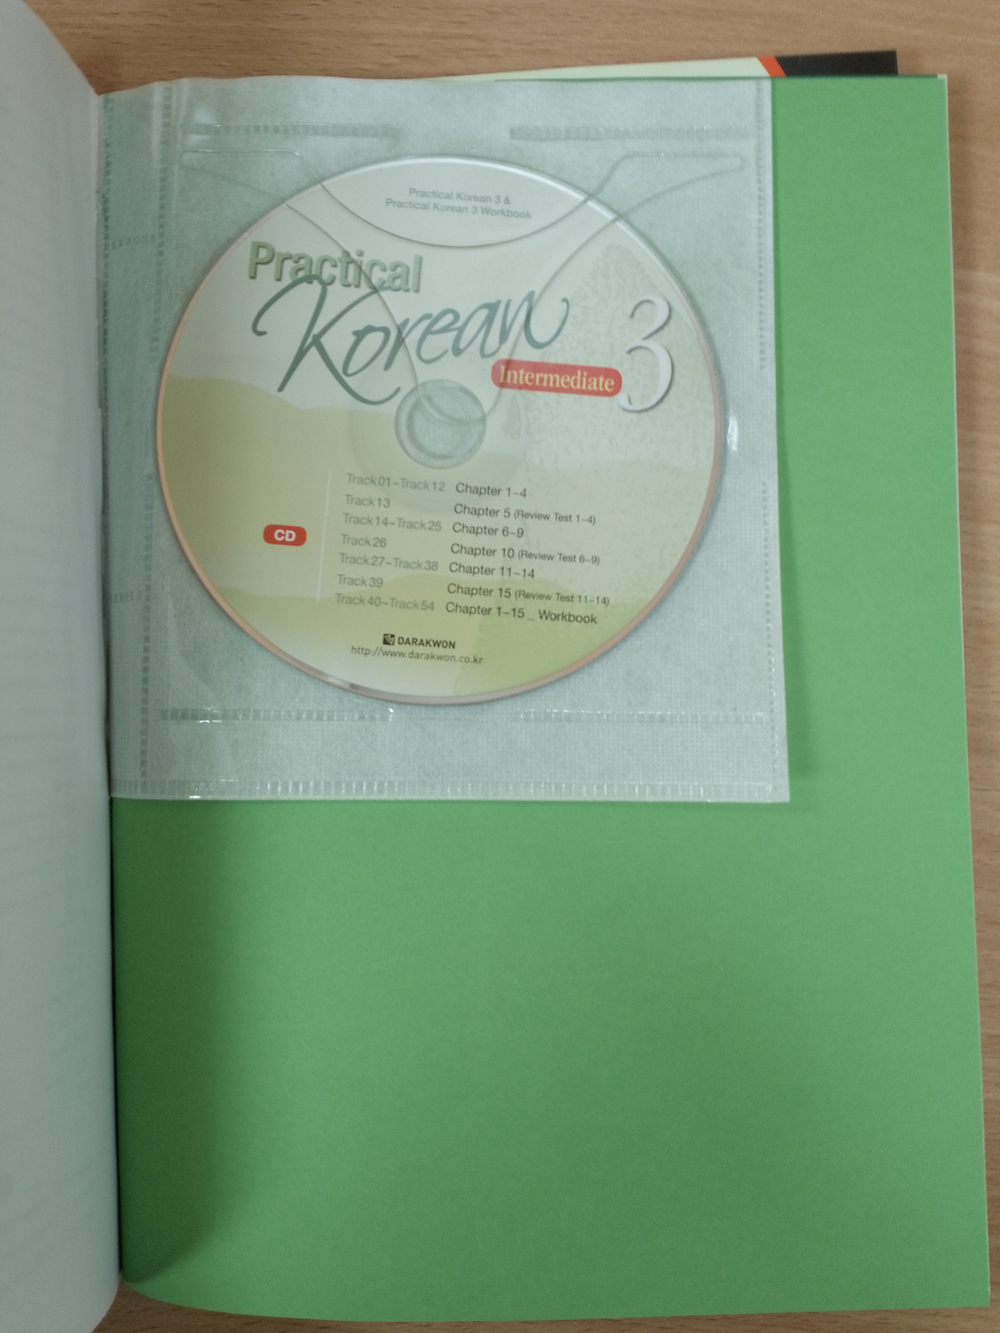 Practical Korean 3 &
Practical Korean 3 Workbook
Practical
Korean 3
Intermediate
Track01~Track12 Chapter 1~4
Track13 Chapter 5 (Review Test 1~4)
Track14~Track25 Chapter 6~9
Track26 Chapter 10 (Review Test 6~9)
Track27~Track38 Chapter 11~14
Track39 Chapter 15 (Review Test 11~14)
Track40~Track54 Chapter 1~15 _ Workbook
CD
DARAKWON
http://www.darakwon.co.kr